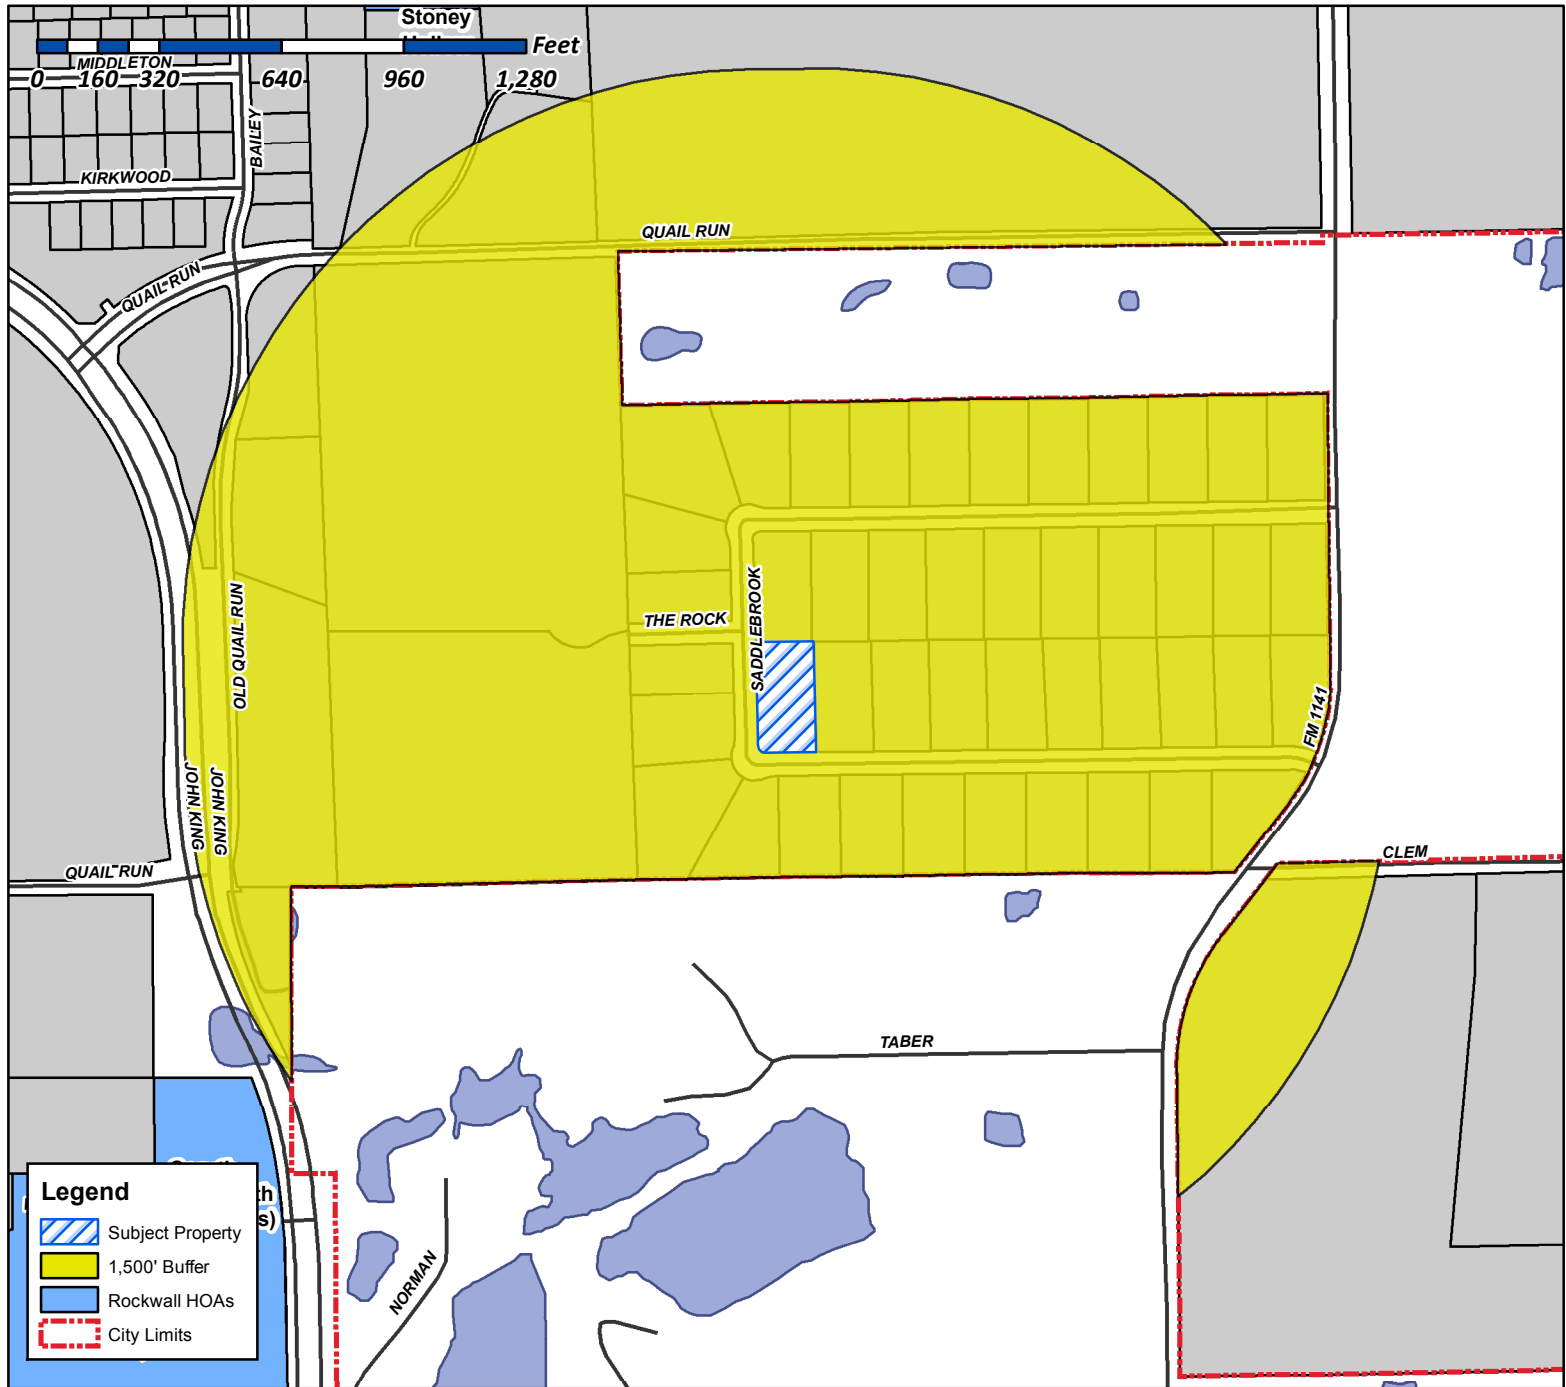 Stoney
Feet
MIDDLETON
0 160 320 640 960 1,280
BAILEY
KIRKWOOD
QUAIL RUN
QUAIL RUN
SADDLEBROOK
OLD QUAIL RUN
THE ROCK
FM 1141
JOHN KING
JOHN KING
CLEM
QUAIL RUN
TABER
NORMAN
Legend
Subject Property
1,500' Buffer
Rockwall HOAs
City Limits
th
s)